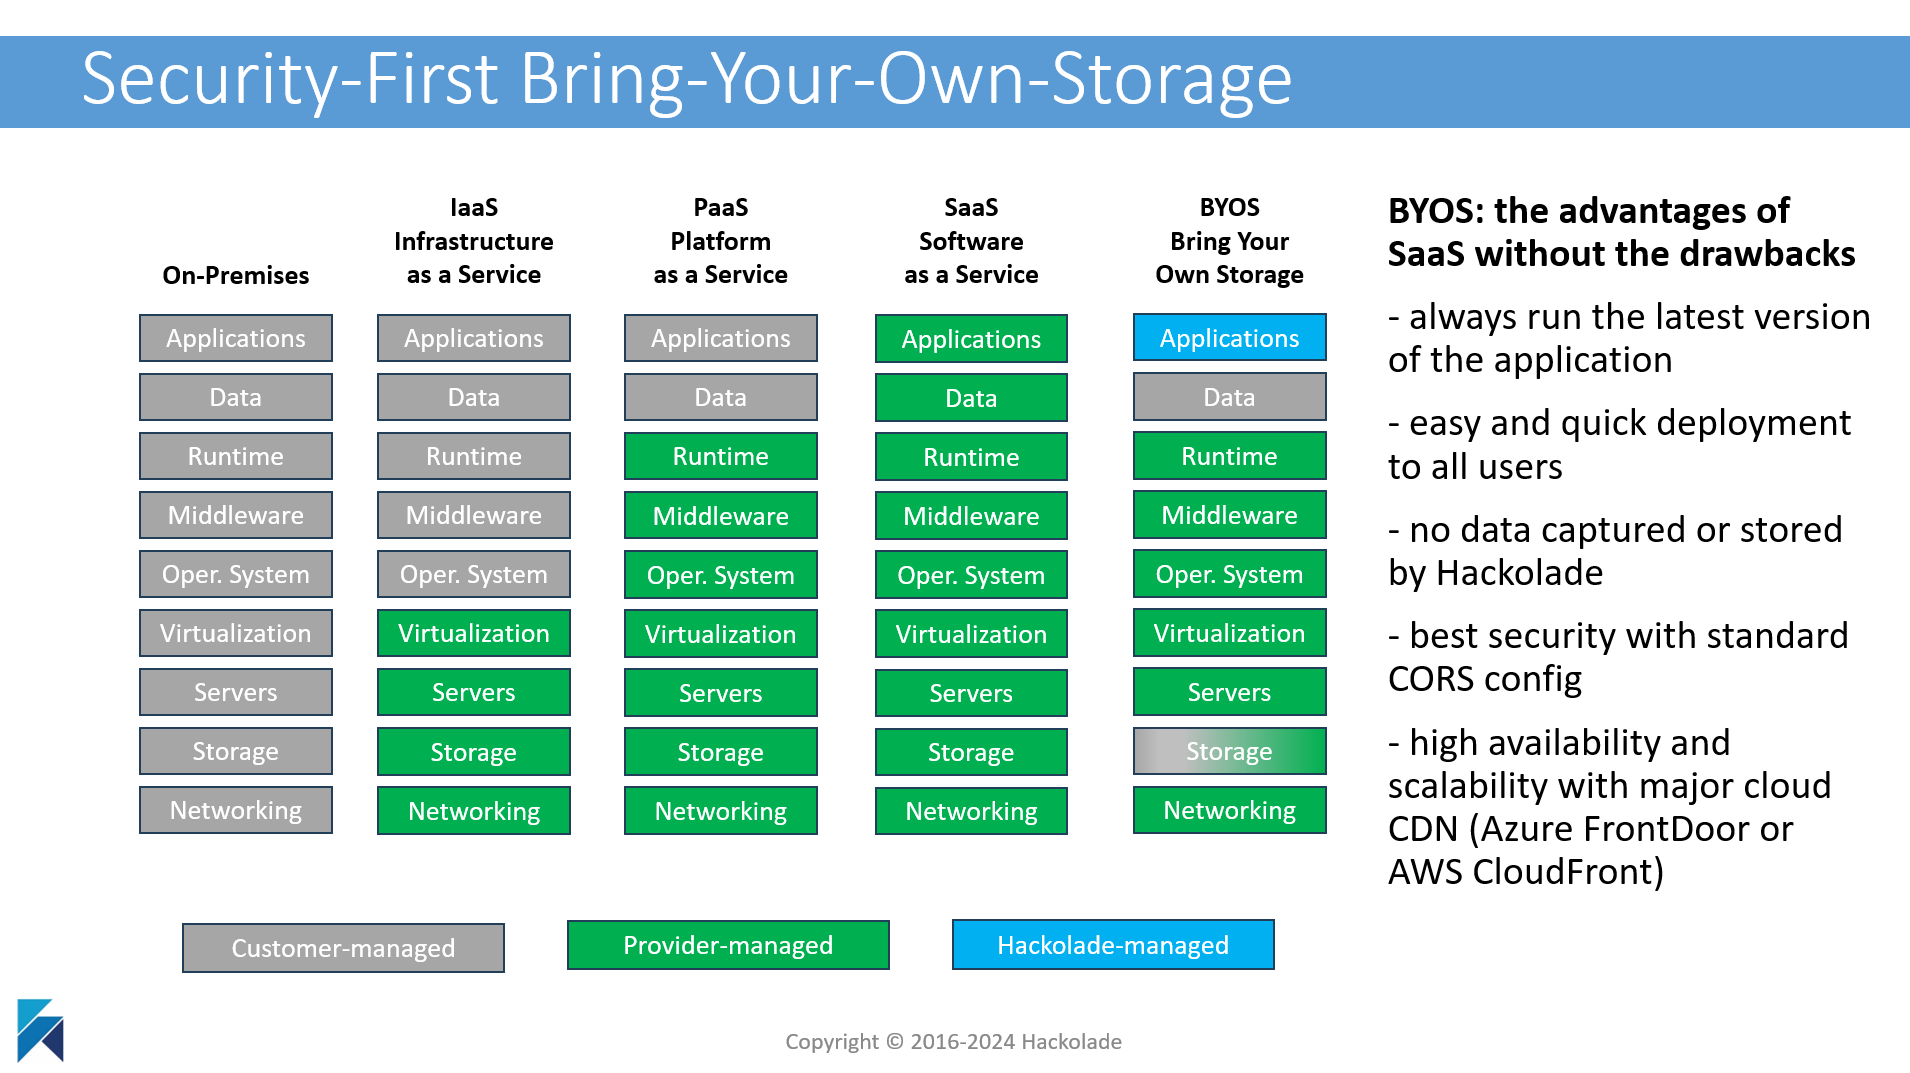 Security-First Bring-Your-Own-Storage
On-Premises
Applications
Data
Runtime
Middleware
Oper. System
Virtualization
Servers
Storage
Networking
IaaS
Infrastructure
as a Service
Applications
Data
Runtime
Middleware
Oper. System
Virtualization
Servers
Storage
Networking
PaaS
Platform
as a Service
Applications
Data
Runtime
Middleware
Oper. System
Virtualization
Servers
Storage
Networking
SaaS
Software
as a Service
Applications
Data
Runtime
Middleware
Oper. System
Virtualization
Servers
Storage
Networking
BYOS
Bring Your
Own Storage
Applications
Data
Runtime
Middleware
Oper. System
Virtualization
Servers
Storage
Networking
BYOS: the advantages of
SaaS without the drawbacks
- always run the latest version
of the application
- easy and quick deployment
to all users
- no data captured or stored
by Hackolade
- best security with standard
CORS config
- high availability and
scalability with major cloud
CDN (Azure FrontDoor or
AWS CloudFront)
Customer-managed
Provider-managed
Hackolade-managed
Copyright © 2016-2024 Hackolade